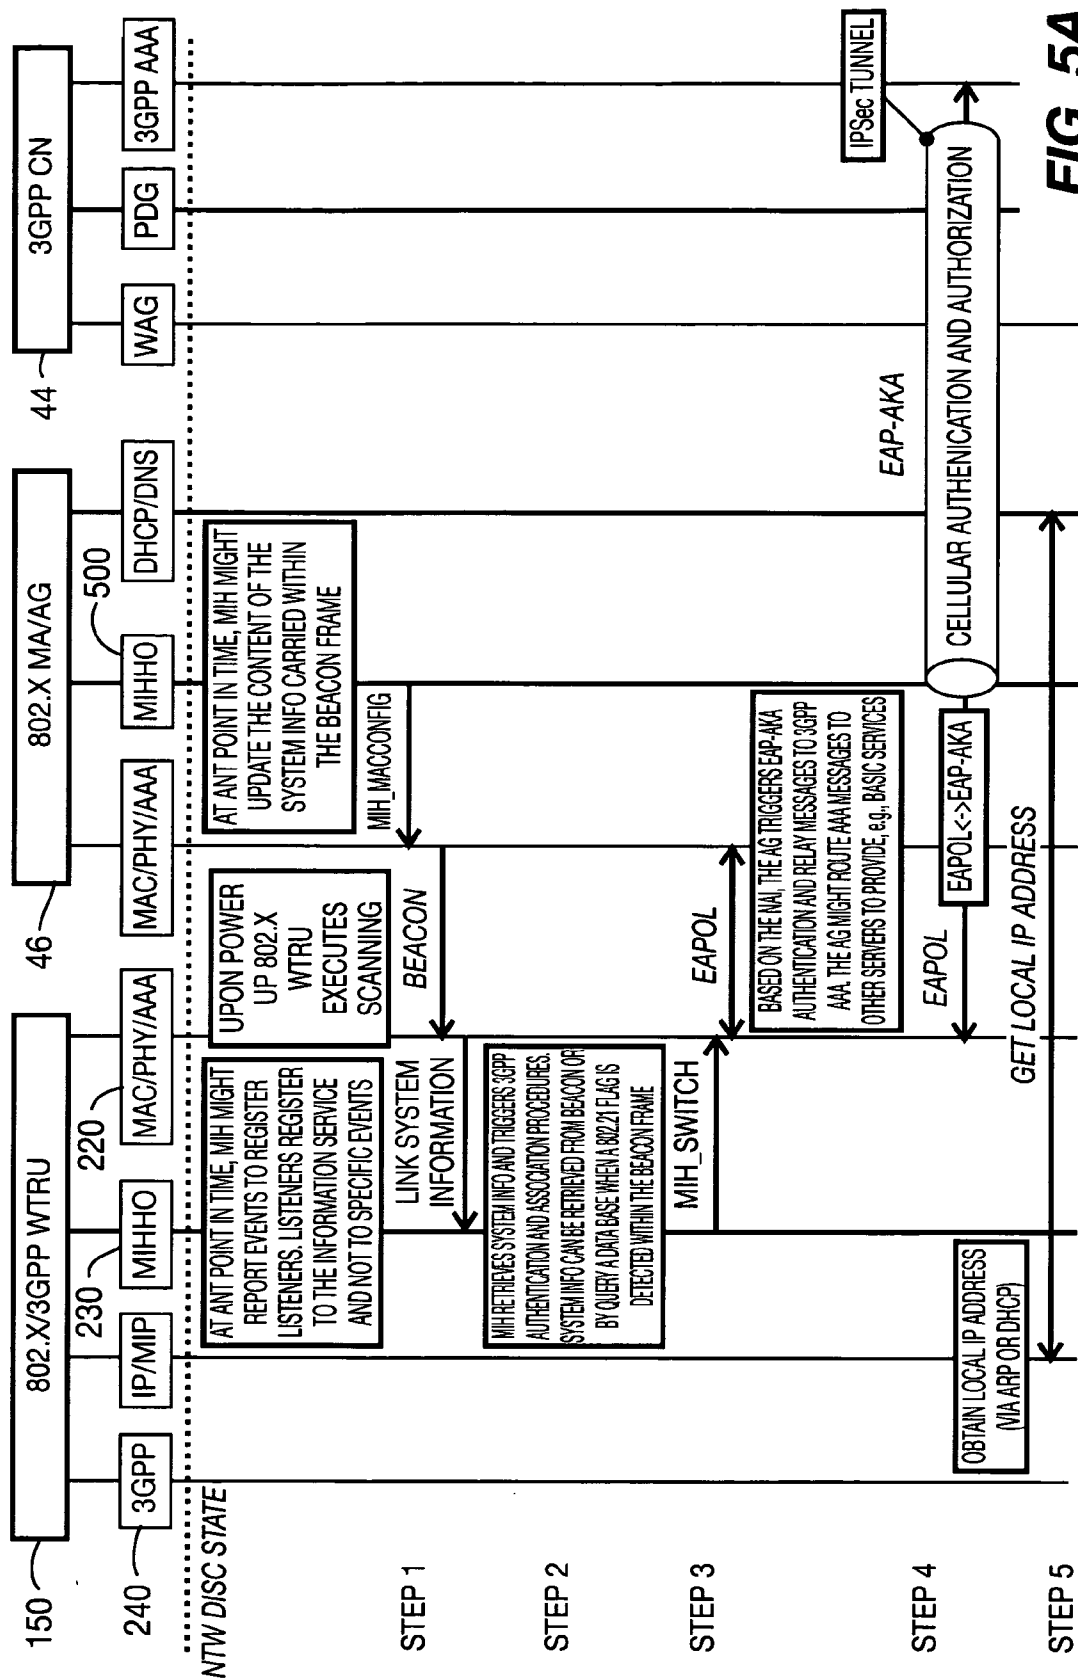 150
802.X/3GPP WTRU
46
802.X MA/AG
44
3GPP CN
240
3GPP
IP/MIP
230
MIHHO
220
MAC/PHY/AAA
MAC/PHY/AAA
MIHHO
500
DHCP/DNS
WAG
PDG
3GPP AAA
NTW DISC STATE
AT ANT POINT IN TIME, MIH MIGHT
REPORT EVENTS TO REGISTER
LISTENERS. LISTENERS REGISTER
TO THE INFORMATION SERVICE
AND NOT TO SPECIFIC EVENTS
UPON POWER
UP 802.X
WTRU
EXECUTES
SCANNING
AT ANT POINT IN TIME, MIH MIGHT
UPDATE THE CONTENT OF THE
SYSTEM INFO CARRIED WITHIN
THE BEACON FRAME
STEP 1
MIH_MACCONFIG
BEACON
LINK SYSTEM
INFORMATION
STEP 2
MIH RETRIEVES SYSTEM INFO AND TRIGGERS 3GPP
AUTHENTICATION AND ASSOCIATION PROCEDURES.
SYSTEM INFO CAN BE RETRIEVED FROM BEACON OR
BY QUERY A DATA BASE WHEN A 802.21 FLAG IS
DETECTED WITHIN THE BEACON FRAME
STEP 3
MIH_SWITCH
EAPOL
BASED ON THE NAI, THE AG TRIGGERS EAP-AKA
AUTHENTICATION AND RELAY MESSAGES TO 3GPP
AAA. THE AG MIGHT ROUTE AAA MESSAGES TO
OTHER SERVERS TO PROVIDE, e.g., BASIC SERVICES
STEP 4
EAPOL
EAPOL<->EAP-AKA
EAP-AKA
CELLULAR AUTHENICATION AND AUTHORIZATION
IPSec TUNNEL
STEP 5
OBTAIN LOCAL IP ADDRESS
(VIA ARP OR DHCP)
GET LOCAL IP ADDRESS
FIG. 5A